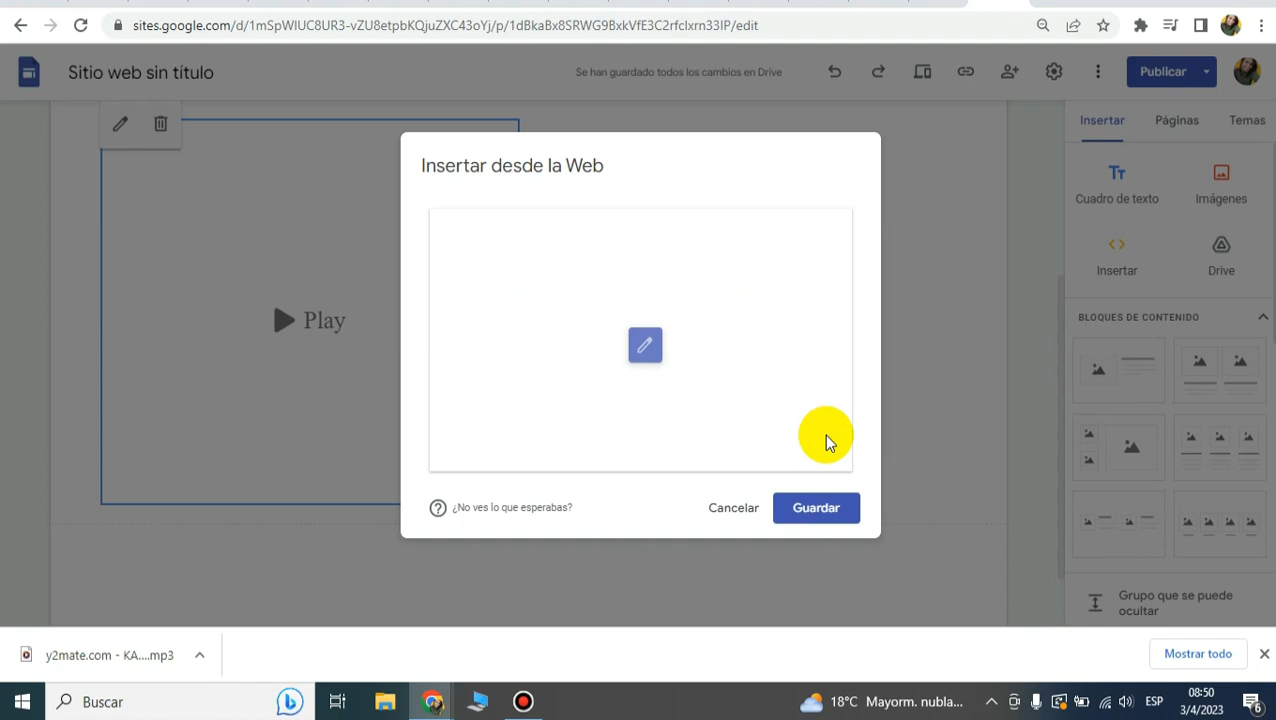 sites.google.com/d/1mSpWlUC8UR3-vZU8etpbKQjuZXC43oYj/p/1dBkaBx8SRWG9BxkVfE3C2rfclxrn33IP/edit
Sitio web sin título
Se han guardado todos los cambios en Drive
Publicar
Insertar
Páginas
Temas
Insertar desde la Web
Tt
Cuadro de texto
Imágenes
Insertar
Drive
Play
BLOQUES DE CONTENIDO
¿No ves lo que esperabas?
Cancelar
Guardar
Grupo que se puede
ocultar
y2mate.com - KA....mp3
Mostrar todo
Buscar
18°C Mayorm. nubla...
ESP
08:50
3/4/2023
6